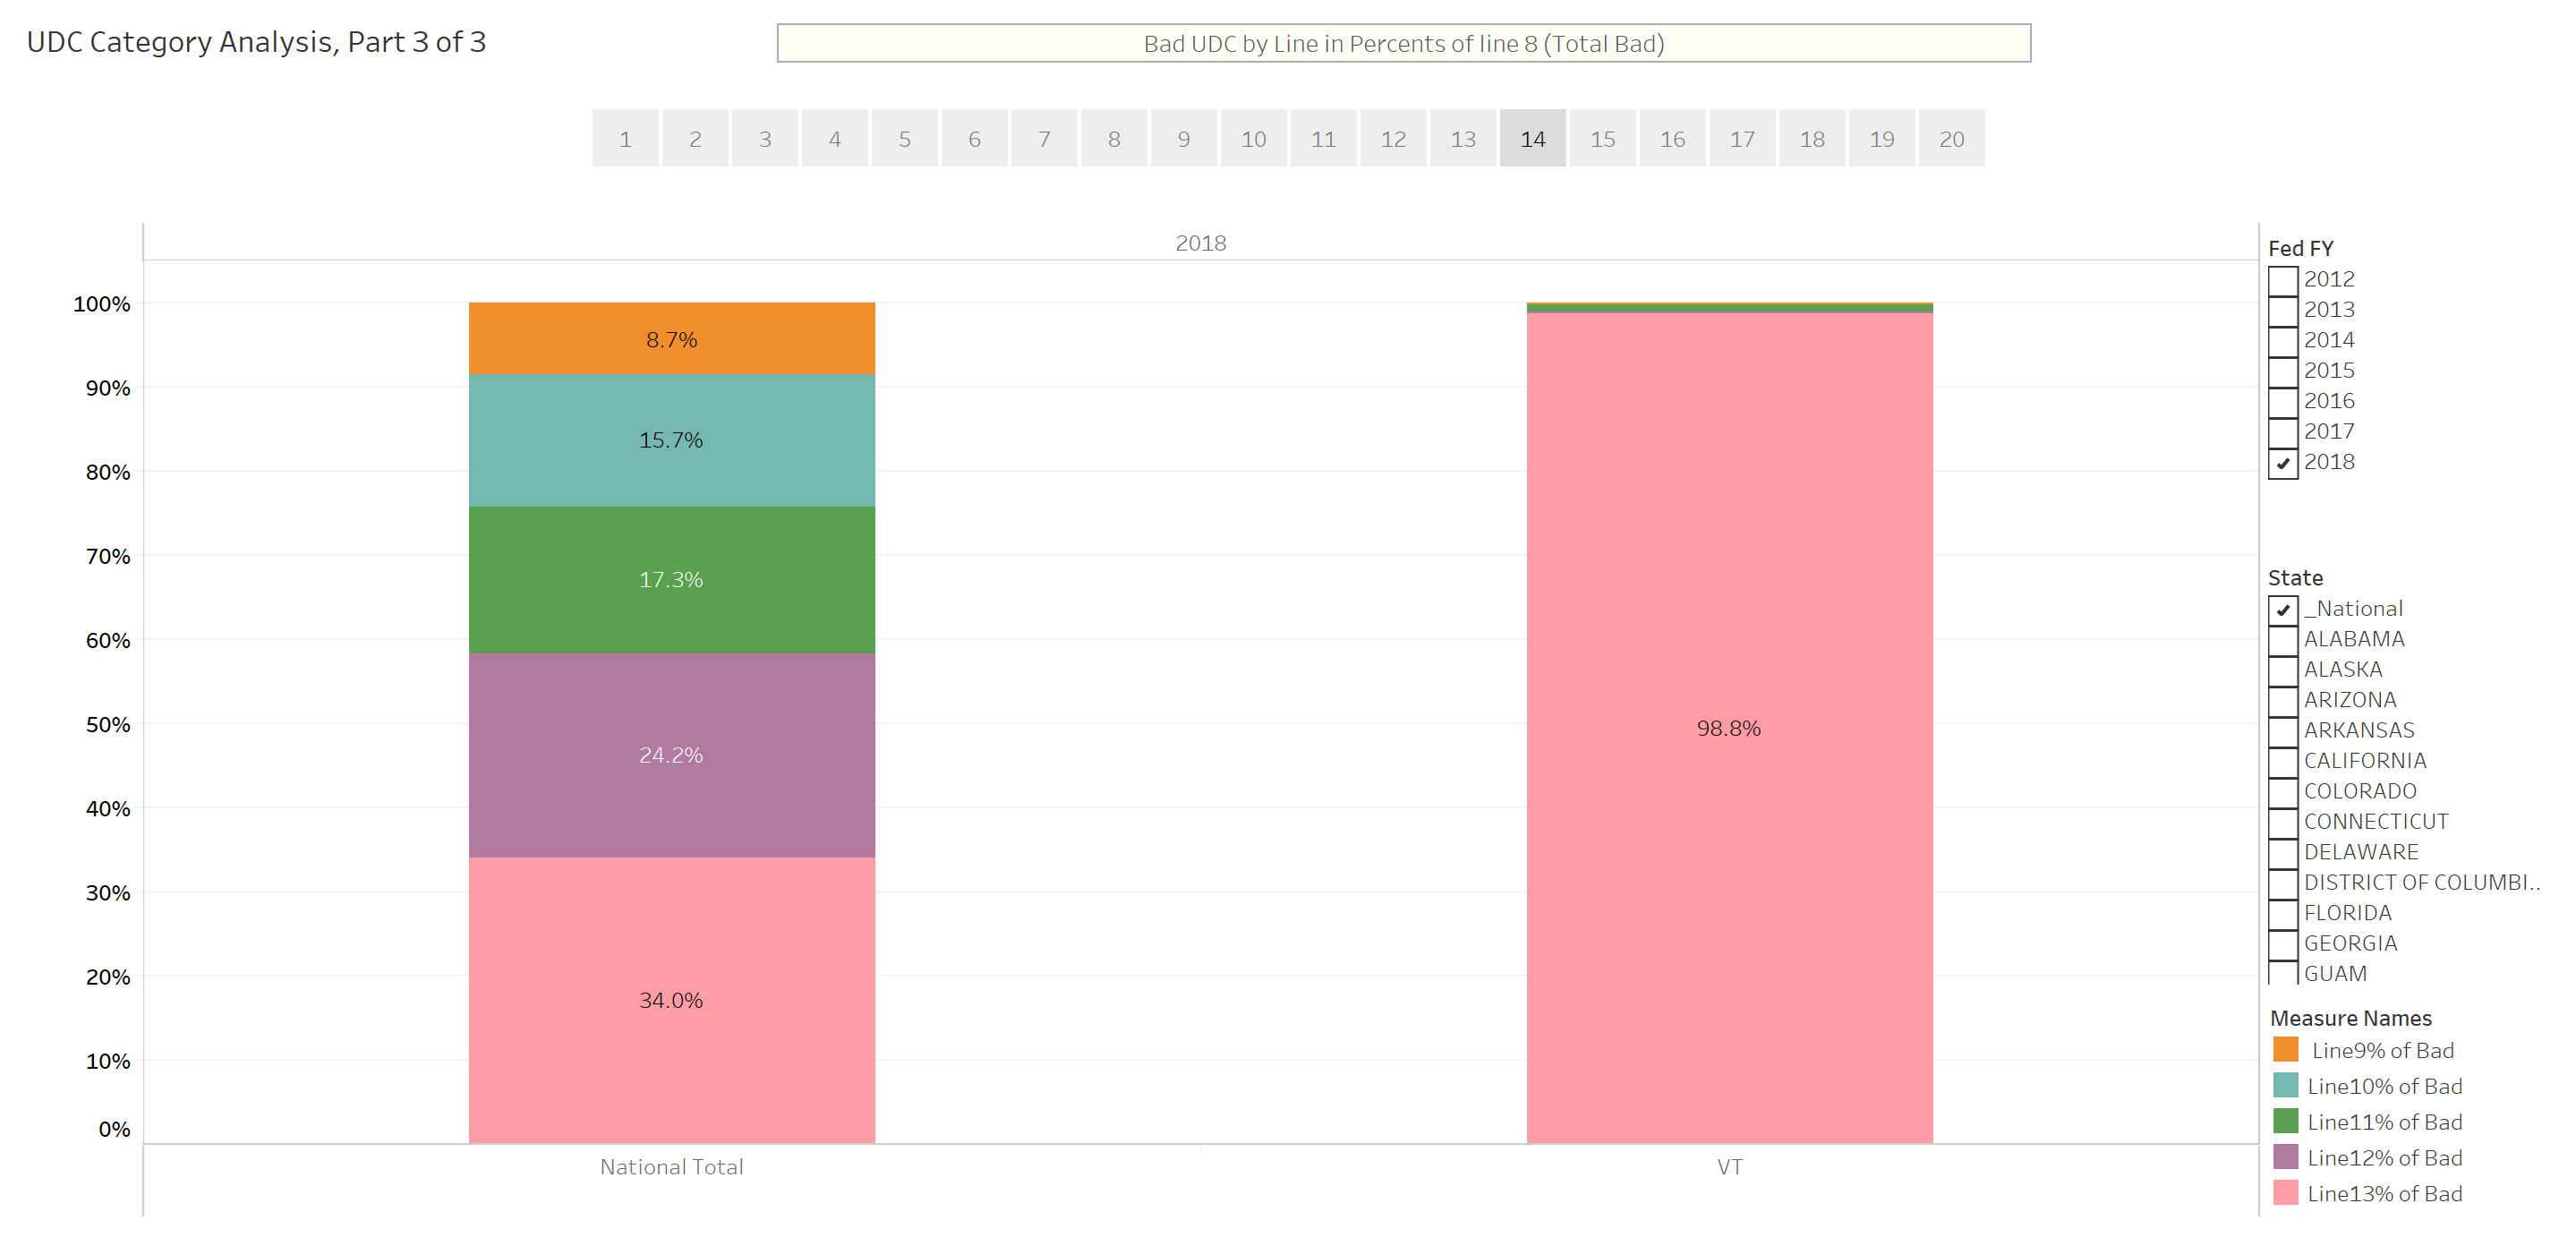 UDC Category Analysis, Part 3 of 3
Bad UDC by Line in Percents of line 8 (Total Bad)
1 2 3 4 5 6 7 8 9 10 11 12 13 14 15 16 17 18 19 20
2018
100%
90%
80%
70%
60%
50%
40%
30%
20%
10%
0%
8.7%
15.7%
17.3%
24.2%
34.0%
98.8%
National Total
VT
Fed FY
2012
2013
2014
2015
2016
2017
2018
State
_National
ALABAMA
ALASKA
ARIZONA
ARKANSAS
CALIFORNIA
COLORADO
CONNECTICUT
DELAWARE
DISTRICT OF COLUMBI..
FLORIDA
GEORGIA
GUAM
Measure Names
Line9% of Bad
Line10% of Bad
Line11% of Bad
Line12% of Bad
Line13% of Bad